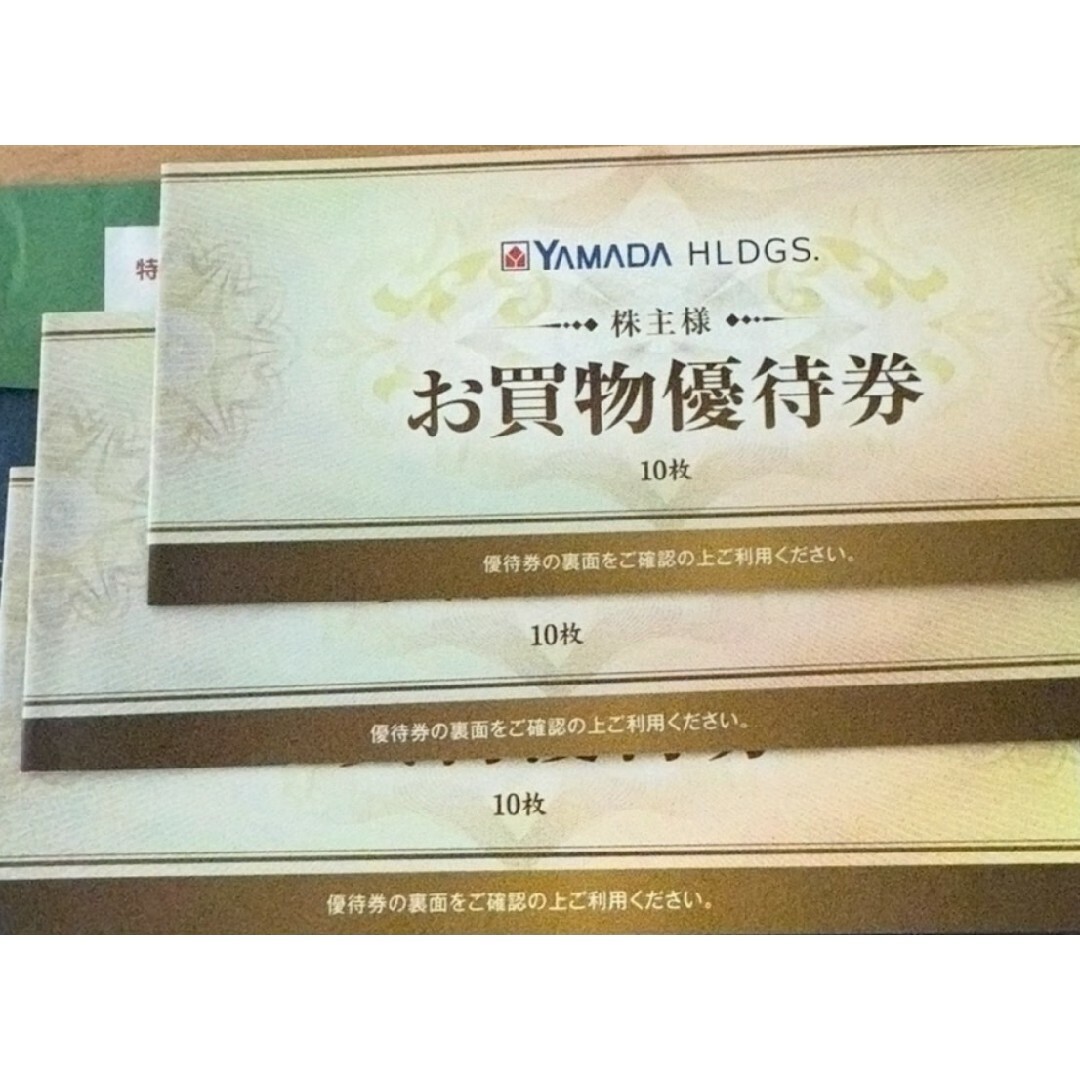 特
YAMADA HLDGS.
株主様
お買物優待券
10枚
優待券の裏面をご確認の上ご利用ください。
10枚
優待券の裏面をご確認の上ご利用ください。
10枚
優待券の裏面をご確認の上ご利用ください。